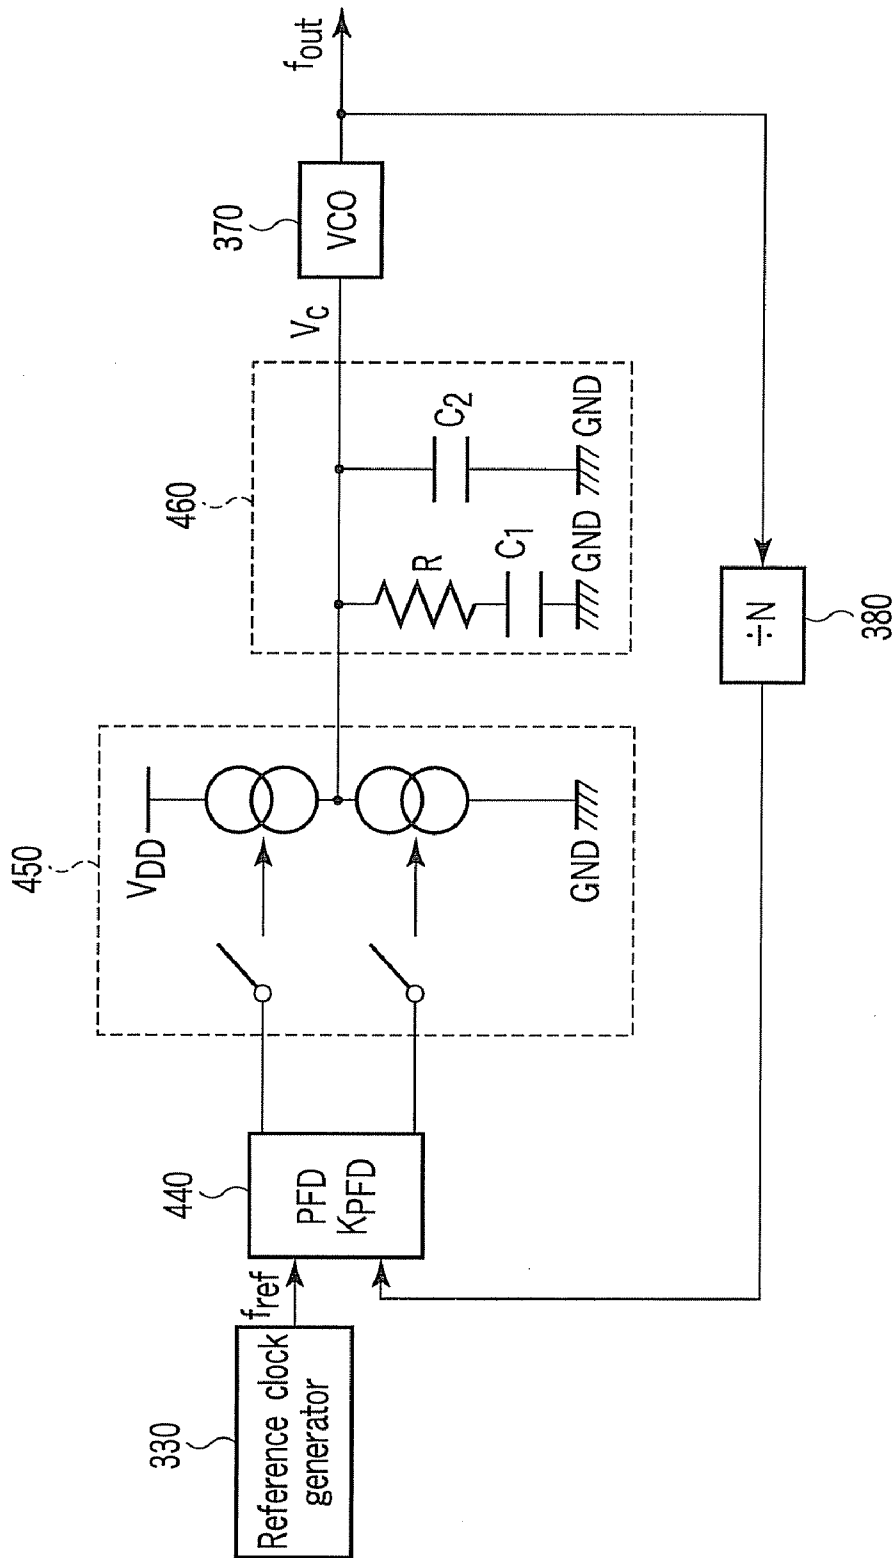 330
Reference clock
generator
fref
440
PFD
KPFD
450
VDD
GND
460
R
C1
GND
C2
GND
Vc
370
VCO
fout
÷N
380